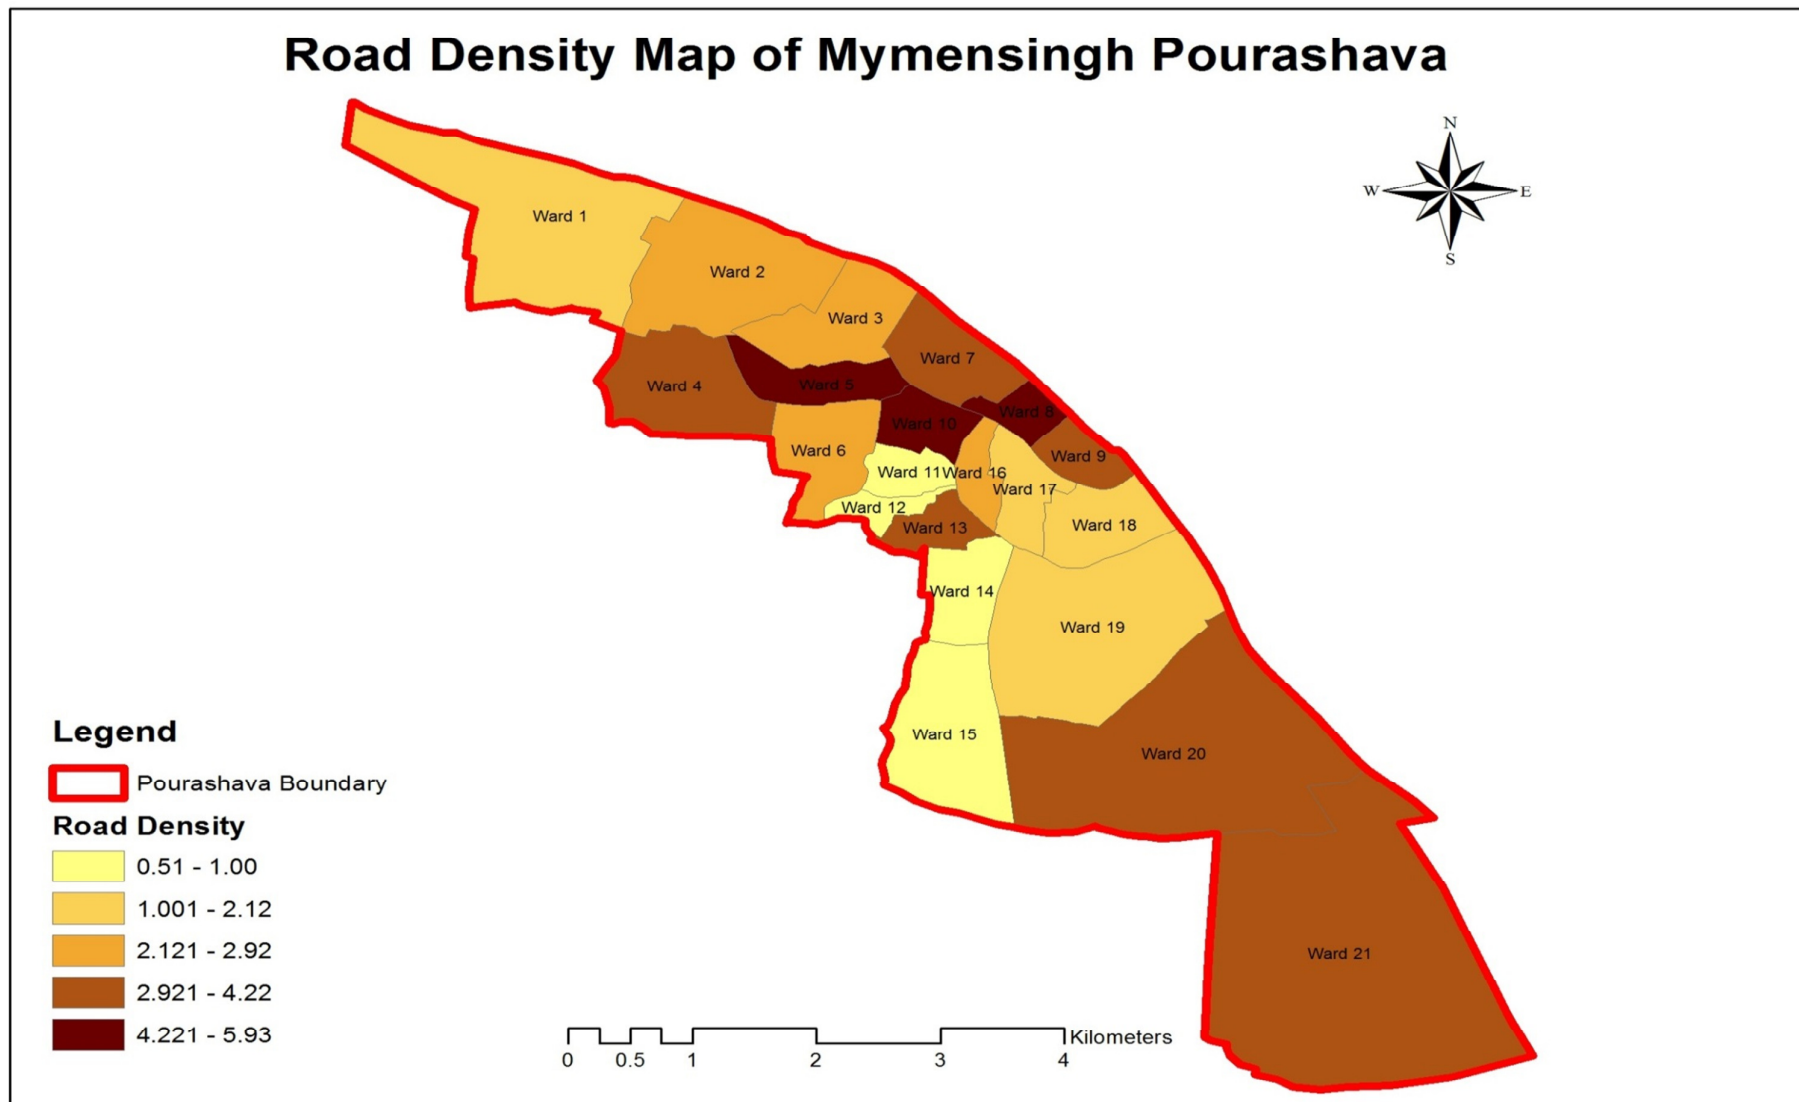 Road Density Map of Mymensingh Pourashava
N
W
E
S
Ward 1
Ward 2
Ward 3
Ward 7
Ward 4
Ward 5
Ward 8
Ward 10
Ward 6
Ward 9
Ward 11
Ward 16
Ward 17
Ward 12
Ward 13
Ward 18
Ward 14
Ward 19
Ward 15
Ward 20
Ward 21
Legend
Pourashava Boundary
Road Density
0.51 - 1.00
1.001 - 2.12
2.121 - 2.92
2.921 - 4.22
4.221 - 5.93
Kilometers
0 0.5 1 2 3 4